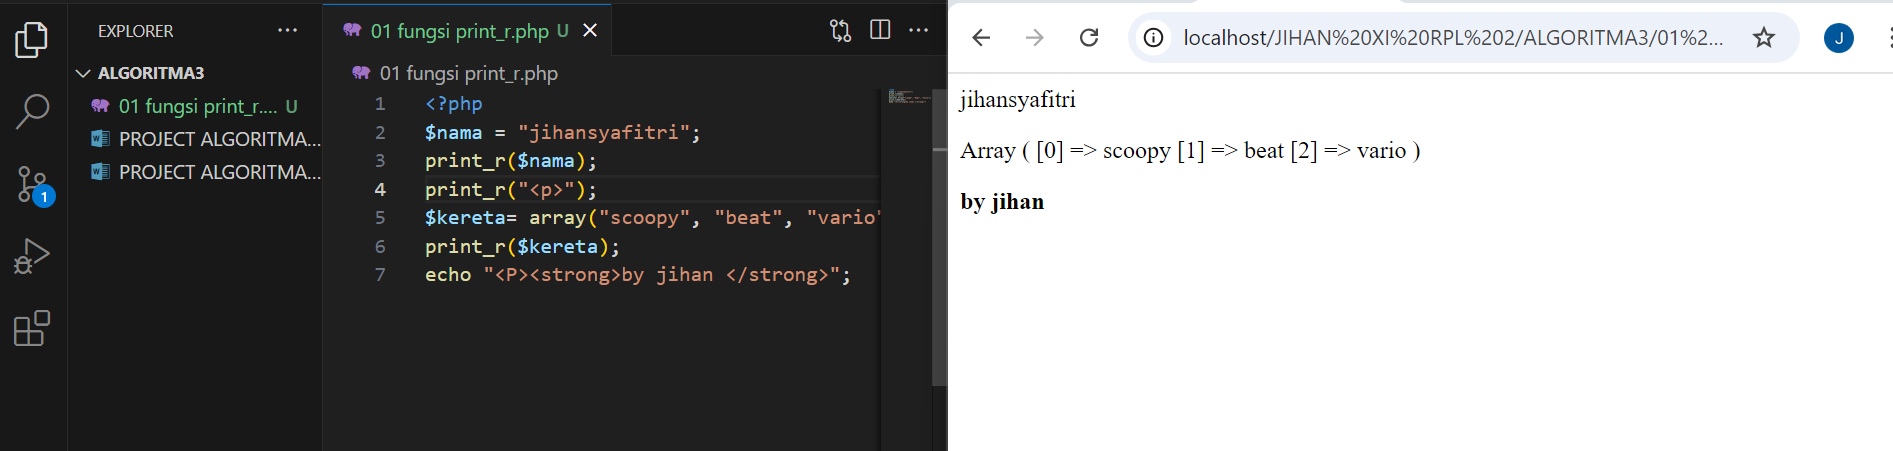 EXPLORER
ALGORITMA3
01 fungsi print_r.... U
PROJECT ALGORITMA...
PROJECT ALGORITMA...
1
01 fungsi print_r.php U
01 fungsi print_r.php
1 <?php
2 $nama = "jihansyafitri";
3 print_r($nama);
4 print_r("<p>");
5 $kereta= array("scoopy", "beat", "vario"
6 print_r($kereta);
7 echo "<P><strong>by jihan </strong>";
localhost/JIHAN%20XI%20RPL%202/ALGORITMA3/01%2...
J
jihansyafitri
Array ( [0] => scoopy [1] => beat [2] => vario )
by jihan